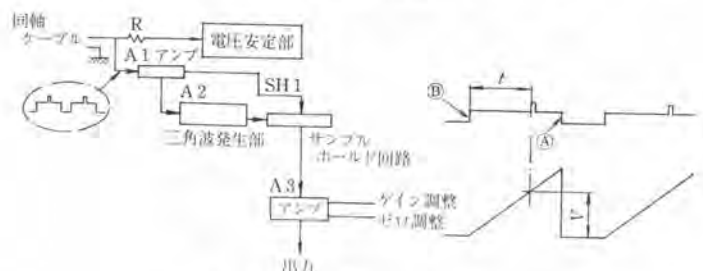 同軸
ケーブル
R
電圧安定部
A1アンプ
SH1
A2
三角波発生部
サンプル
ホールド回路
A3
アンプ
ゲイン調整
ゼロ調整
出力
Ⓑ
t
Ⓐ
V